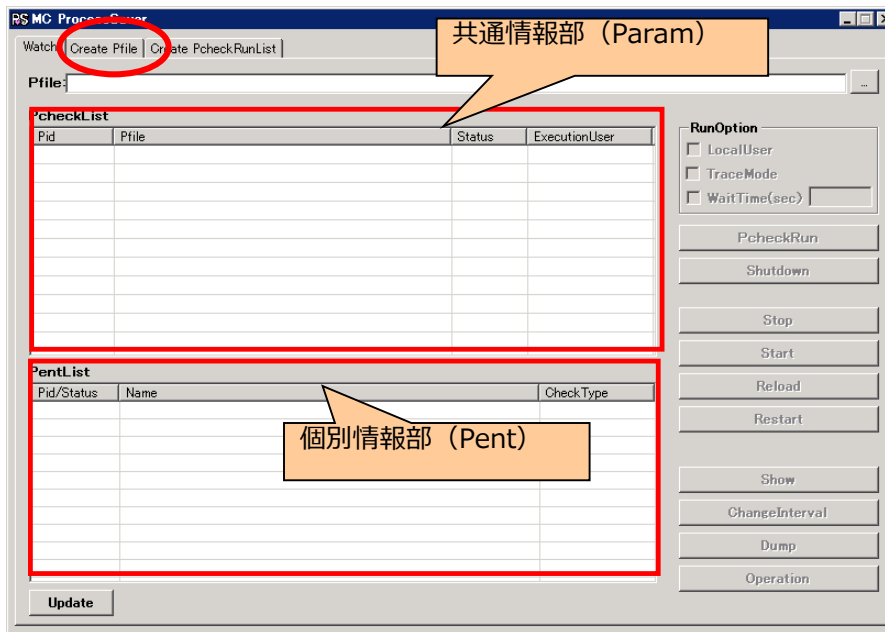 RS MC ProcessSaver
共通情報部（Param）
Watch Create Pfile Create PcheckRunList
Pfile: ...
PcheckList
Pid Pfile Status ExecutionUser
RunOption
LocalUser
TraceMode
WaitTime(sec)
PcheckRun
Shutdown
Stop
Start
Reload
Restart
PentList
Pid/Status Name CheckType
個別情報部（Pent）
Show
ChangeInterval
Dump
Operation
Update